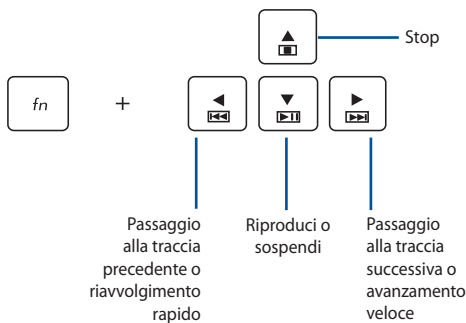 Stop
fn
+
Passaggio
alla traccia
precedente o
riavvolgimento
rapido
Riproduci o
sospendi
Passaggio
alla traccia
successiva o
avanzamento
veloce